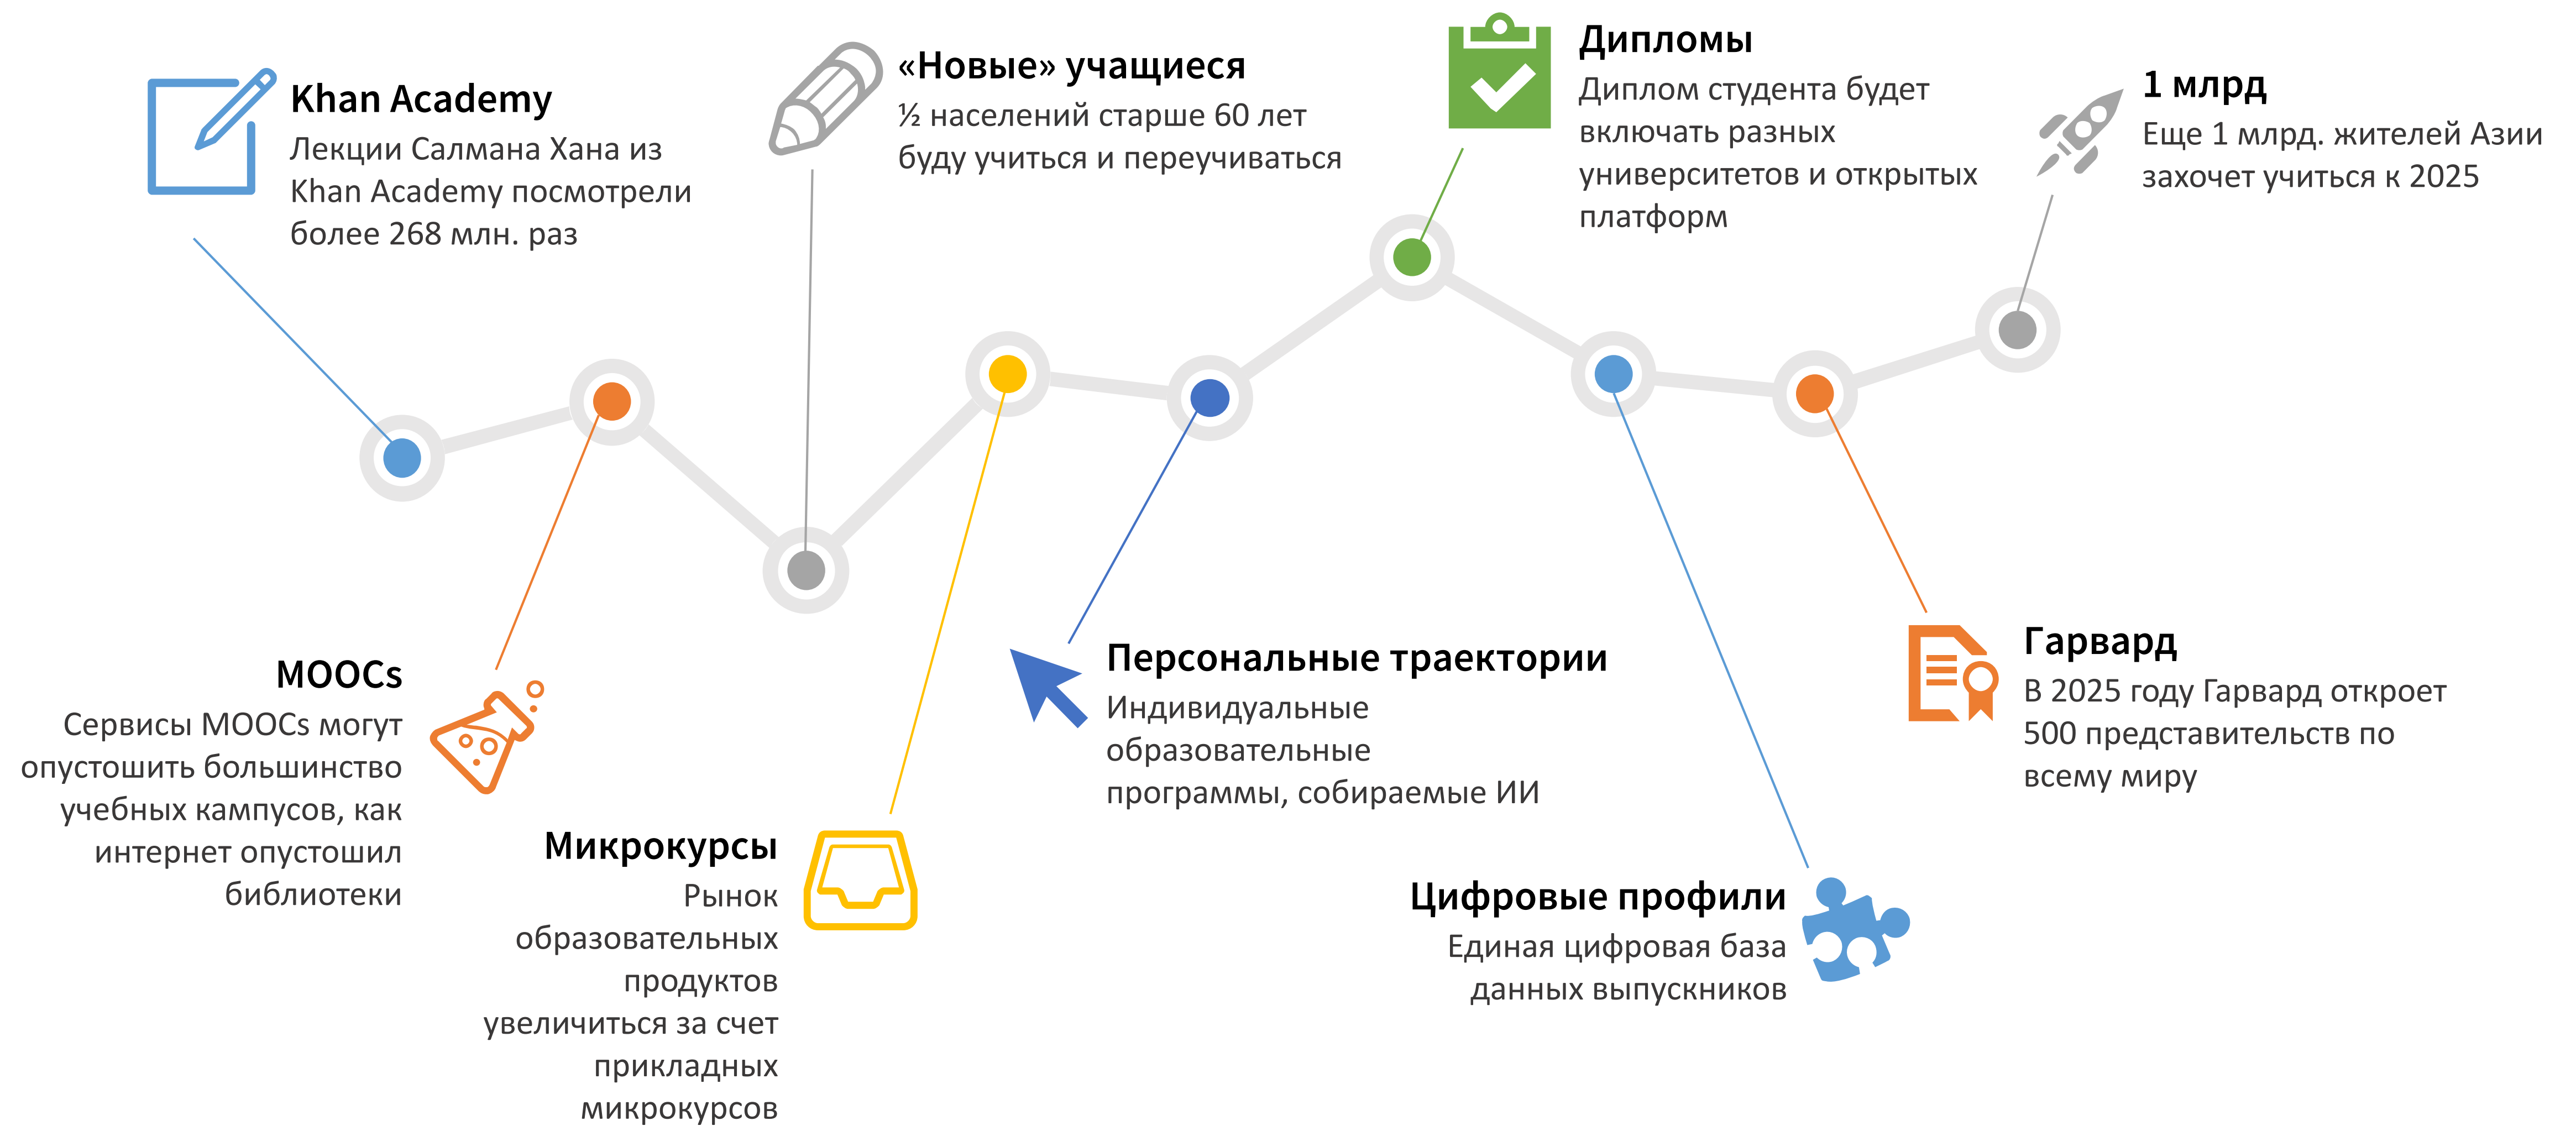 Khan Academy
Лекции Салмана Хана из
Khan Academy посмотрели
более 268 млн. раз
MOOCs
Сервисы MOOCs могут
опустошить большинство
учебных кампусов, как
интернет опустошил
библиотеки
«Новые» учащиеся
½ населений старше 60 лет
буду учиться и переучиваться
Микрокурсы
Рынок
образовательных
продуктов
увеличиться за счет
прикладных
микрокурсов
Персональные траектории
Индивидуальные
образовательные
программы, собираемые ИИ
Дипломы
Диплом студента будет
включать разных
университетов и открытых
платформ
Цифровые профили
Единая цифровая база
данных выпускников
Гарвард
В 2025 году Гарвард откроет
500 представительств по
всему миру
1 млрд
Еще 1 млрд. жителей Азии
захочет учиться к 2025